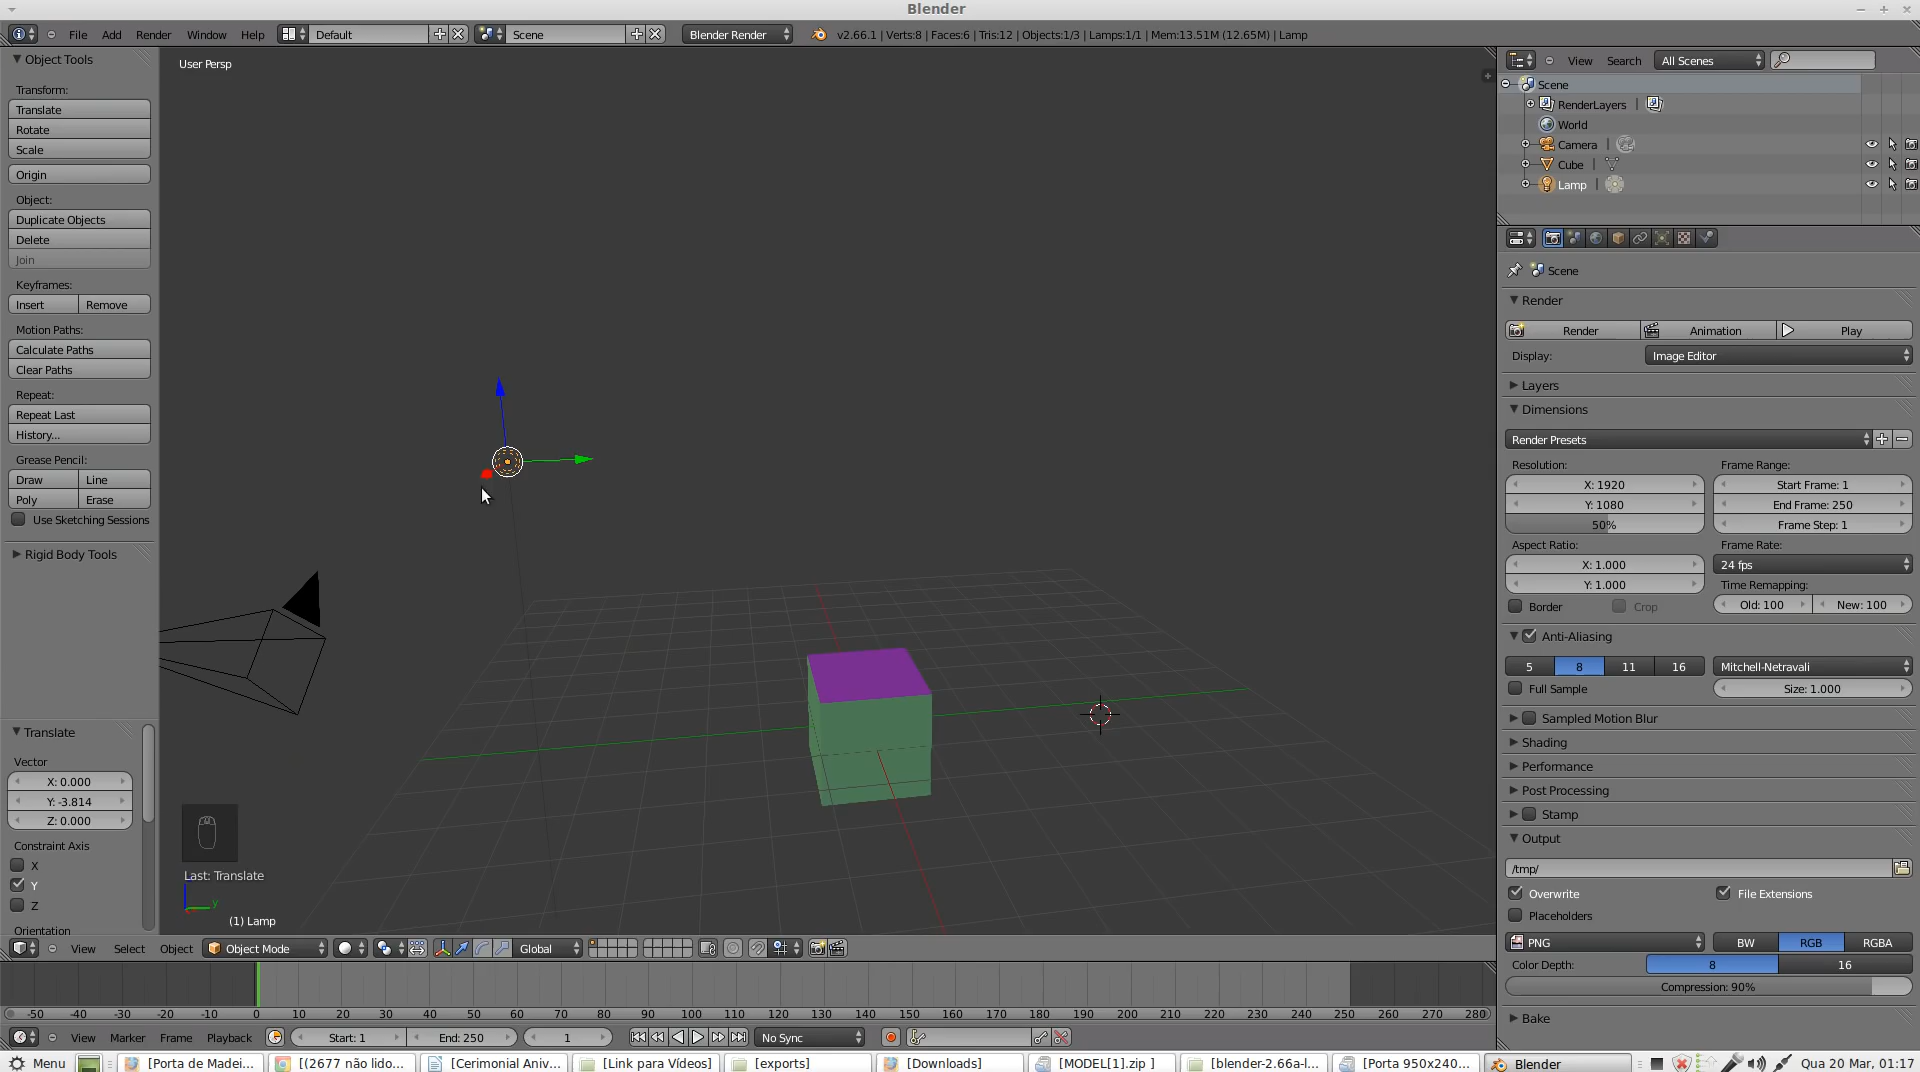 Blender
File Add Render Window Help Default Scene Blender Render v2.66.1 | Verts:8 | Faces:6 | Tris:12 | Objects:1/3 | Lamps:1/1 | Mem:13.51M (12.65M) | Lamp
Object Tools
Transform:
Translate
Rotate
Scale
Origin
Object:
Duplicate Objects
Delete
Join
Keyframes:
Insert Remove
Motion Paths:
Calculate Paths
Clear Paths
Repeat:
Repeat Last
History...
Grease Pencil:
Draw Line
Poly Erase
Use Sketching Sessions
Rigid Body Tools
Translate
Vector
X: 0.000
Y: -3.814
Z: 0.000
Constraint Axis
X
Y
Z
Orientation
User Persp
Last: Translate
y
(1) Lamp
View Select Object Object Mode Global
-50 -40 -30 -20 -10 0 10 20 30 40 50 60 70 80 90 100 110 120 130 140 150 160 170 180 190 200 210 220 230 240 250 260 270 280
View Marker Frame Playback Start: 1 End: 250 1 No Sync
View Search All Scenes
Scene
RenderLayers |
World
Camera |
Cube |
Lamp |
Scene
Render
Render Animation Play
Display: Image Editor
Layers
Dimensions
Render Presets
Resolution: Frame Range:
X: 1920 Start Frame: 1
Y: 1080 End Frame: 250
50% Frame Step: 1
Aspect Ratio: Frame Rate:
X: 1.000 24 fps
Y: 1.000 Time Remapping:
Border Crop Old: 100 New: 100
Anti-Aliasing
5 8 11 16 Mitchell-Netravali
Full Sample Size: 1.000
Sampled Motion Blur
Shading
Performance
Post Processing
Stamp
Output
/tmp/
Overwrite File Extensions
Placeholders
PNG BW RGB RGBA
Color Depth: 8 16
Compression: 90%
Bake
Menu [Porta de Madei... [(2677 não lido... [Cerimonial Aniv... [Link para Vídeos] [exports] [Downloads] [MODEL[1].zip ] [blender-2.66a-l... [Porta 950x240... Blender Qua 20 Mar, 01:17